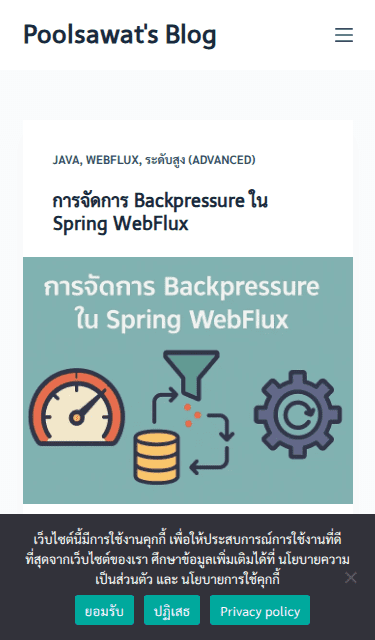 Poolsawat's Blog
JAVA, WEBFLUX, ระดับสูง (ADVANCED)
การจัดการ Backpressure ใน
Spring WebFlux
การจัดการ Backpressure
ใน Spring WebFlux
เว็บไซต์นี้มีการใช้งานคุกกี้ เพื่อให้ประสบการณ์การใช้งานที่ดี
ที่สุดจากเว็บไซต์ของเรา ศึกษาข้อมูลเพิ่มเติมได้ที่ นโยบายความ
เป็นส่วนตัว และ นโยบายการใช้คุกกี้
ยอมรับ ปฏิเสธ Privacy policy